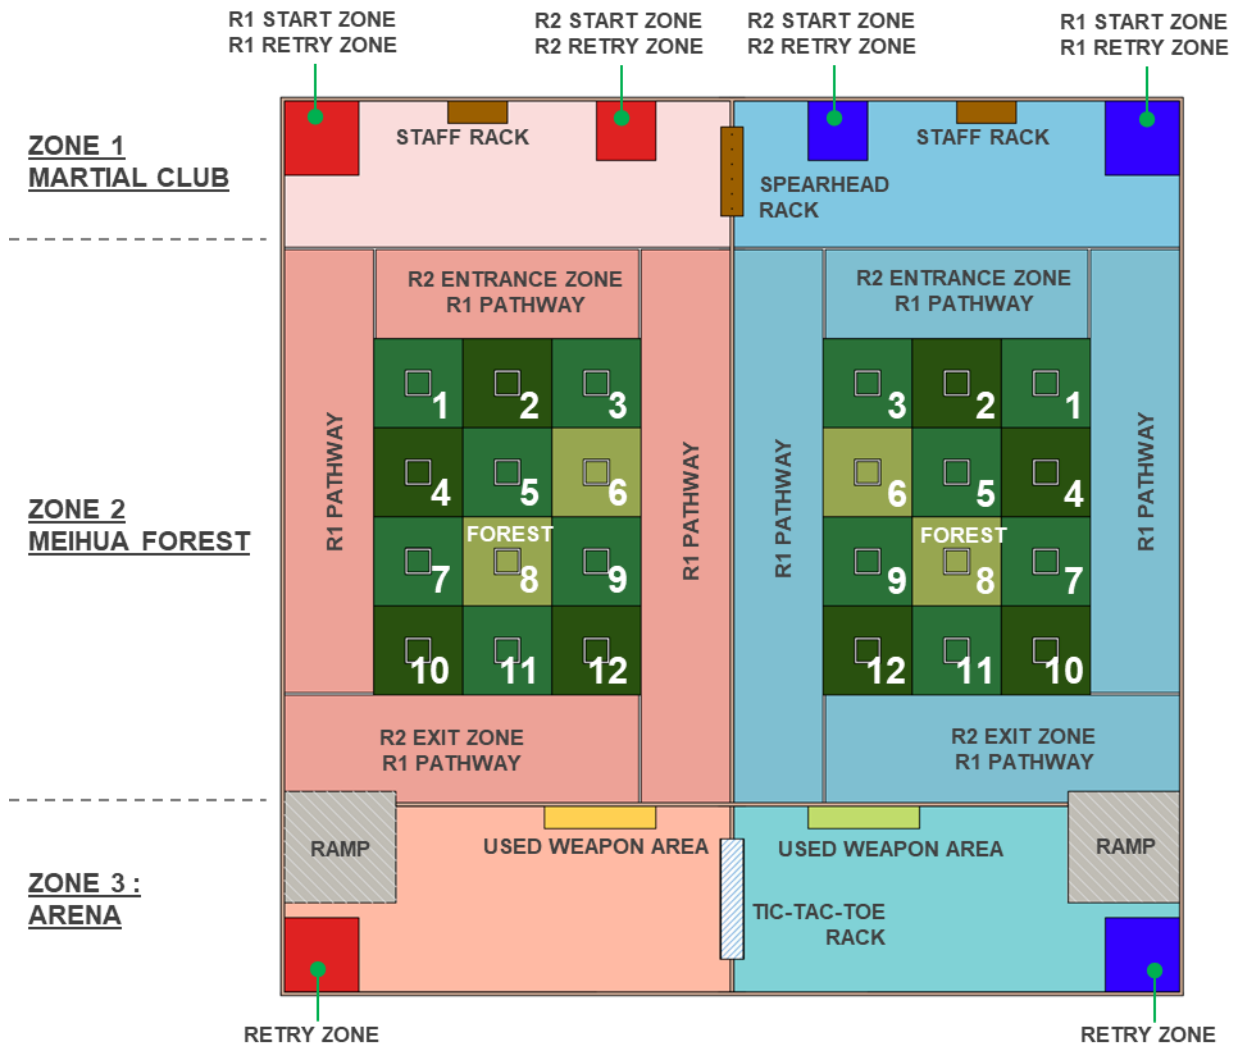 R1 START ZONE
R1 RETRY ZONE
R2 START ZONE
R2 RETRY ZONE
R2 START ZONE
R2 RETRY ZONE
R1 START ZONE
R1 RETRY ZONE
ZONE 1
MARTIAL CLUB
STAFF RACK
STAFF RACK
SPEARHEAD
RACK
R2 ENTRANCE ZONE
R1 PATHWAY
R2 ENTRANCE ZONE
R1 PATHWAY
ZONE 2
MEIHUA FOREST
R1 PATHWAY
1
2
3
4
5
6
FOREST
7
8
9
10
11
12
R1 PATHWAY
R1 PATHWAY
3
2
1
6
5
4
FOREST
9
8
7
12
11
10
R1 PATHWAY
R2 EXIT ZONE
R1 PATHWAY
R2 EXIT ZONE
R1 PATHWAY
ZONE 3 :
ARENA
RAMP
USED WEAPON AREA
USED WEAPON AREA
RAMP
TIC-TAC-TOE
RACK
RETRY ZONE
RETRY ZONE